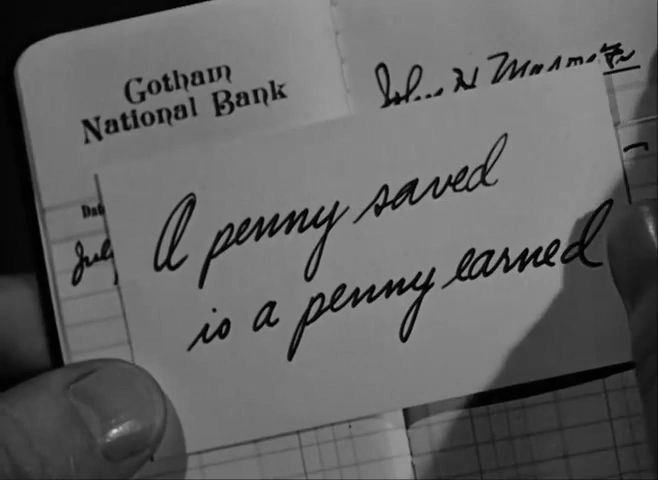 Gotham
National Bank
A penny saved
is a penny earned